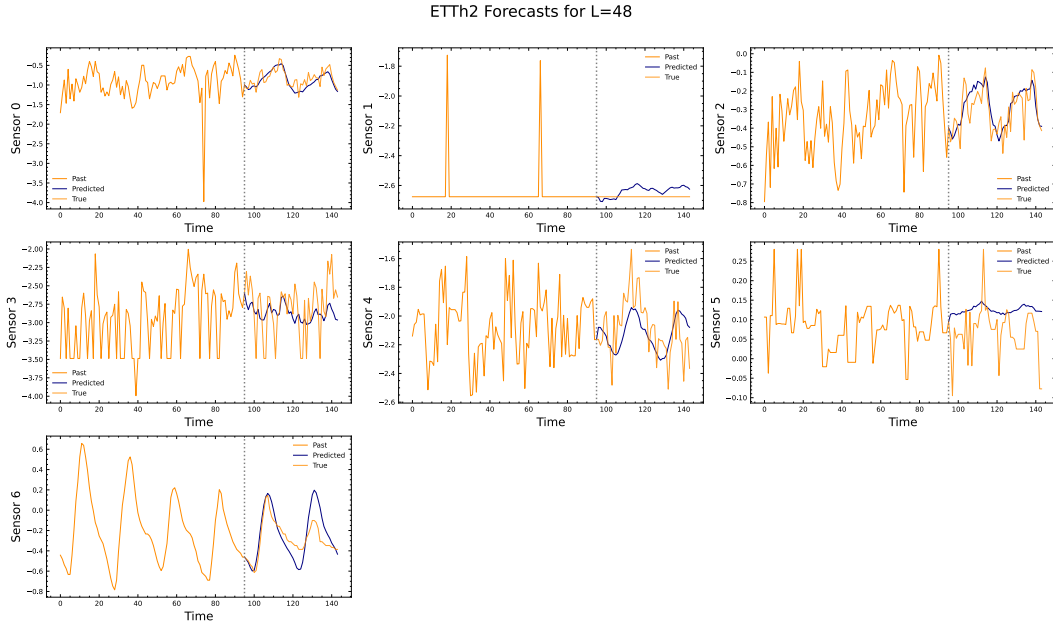 ETTh2 Forecasts for L=48
Sensor 0
−0.5
−1.0
−1.5
−2.0
−2.5
−3.0
−3.5
−4.0
Past
Predicted
True
0 20 40 60 80 100 120 140
Time
Sensor 1
−1.8
−2.0
−2.2
−2.4
−2.6
Past
Predicted
True
0 20 40 60 80 100 120 140
Time
Sensor 2
0.0
−0.1
−0.2
−0.3
−0.4
−0.5
−0.6
−0.7
−0.8
Past
Predicted
True
0 20 40 60 80 100 120 140
Time
Sensor 3
−2.00
−2.25
−2.50
−2.75
−3.00
−3.25
−3.50
−3.75
−4.00
Past
Predicted
True
0 20 40 60 80 100 120 140
Time
Sensor 4
−1.6
−1.8
−2.0
−2.2
−2.4
−2.6
Past
Predicted
True
0 20 40 60 80 100 120 140
Time
Sensor 5
0.25
0.20
0.15
0.10
0.05
0.00
−0.05
−0.10
Past
Predicted
True
0 20 40 60 80 100 120 140
Time
Sensor 6
0.6
0.4
0.2
0.0
−0.2
−0.4
−0.6
−0.8
Past
Predicted
True
0 20 40 60 80 100 120 140
Time